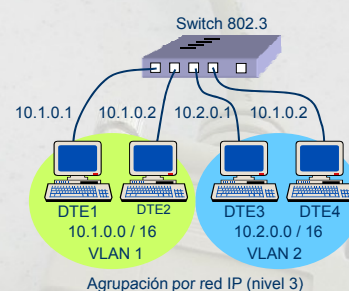 Switch 802.3
10.1.0.1 10.1.0.2 10.2.0.1 10.1.0.2
DTE1 DTE2 DTE3 DTE4
10.1.0.0 / 16 10.2.0.0 / 16
VLAN 1 VLAN 2
Agrupación por red IP (nivel 3)